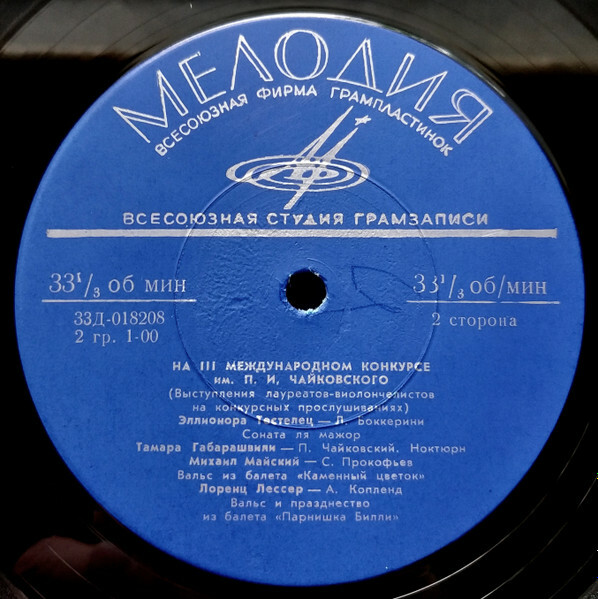 МЕЛОДИЯ
ВСЕСОЮЗНАЯ ФИРМА ГРАМПЛАСТИНОК
ВСЕСОЮЗНАЯ СТУДИЯ ГРАМЗАПИСИ
33¹/₃ об мин 33¹/₃ об/мин
33Д-018208
2 гр. 1-00 2 сторона
НА III МЕЖДУНАРОДНОМ КОНКУРСЕ
им. П. И. ЧАЙКОВСКОГО
(Выступления лауреатов-виолончелистов
на конкурсных прослушиваниях)
Эллионора Тестелец — Л. Боккерини
Соната ля мажор
Тамара Габарашвили — П. Чайковский. Ноктюрн
Михаил Майский — С. Прокофьев
Вальс из балета «Каменный цветок»
Лоренц Лессер — А. Копленд
Вальс и празднество
из балета «Парнишка Билли»